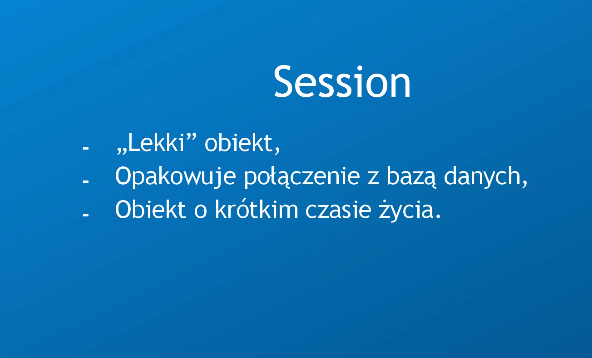 Session
- „Lekki” obiekt,
- Opakowuje połączenie z bazą danych,
- Obiekt o krótkim czasie życia.